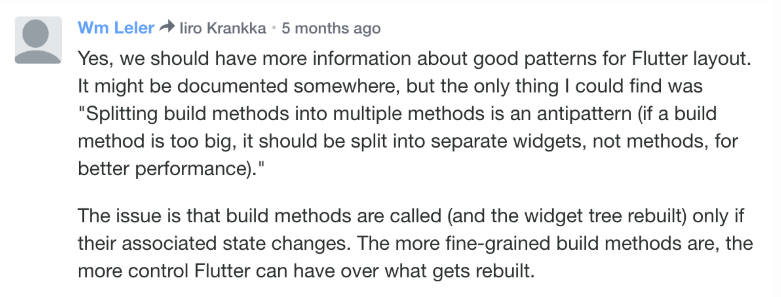 Wm Leler Iiro Krankka • 5 months ago
Yes, we should have more information about good patterns for Flutter layout.
It might be documented somewhere, but the only thing I could find was
"Splitting build methods into multiple methods is an antipattern (if a build
method is too big, it should be split into separate widgets, not methods, for
better performance)."
The issue is that build methods are called (and the widget tree rebuilt) only if
their associated state changes. The more fine-grained build methods are, the
more control Flutter can have over what gets rebuilt.